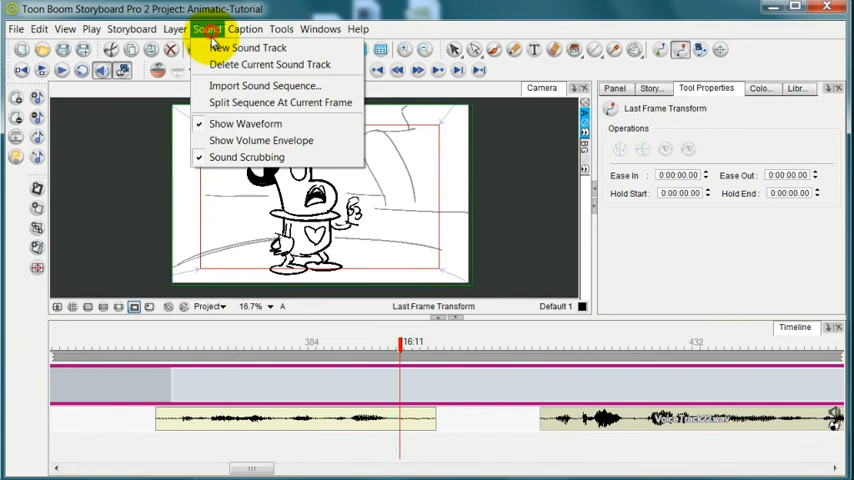 Toon Boom Storyboard Pro 2 Project: Animatic-Tutorial
File Edit View Play Storyboard Layer Sound Caption Tools Windows Help
New Sound Track
Delete Current Sound Track
Import Sound Sequence...
Split Sequence At Current Frame
Show Waveform
Show Volume Envelope
Sound Scrubbing
Camera
A
BG
Panel Story... Tool Properties Colo... Libr...
Last Frame Transform
Operations
Ease In : 0:00:00.00 Ease Out : 0:00:00.00
Hold Start : 0:00:00.00 Hold End : 0:00:00.00
Project 16.7% A Last Frame Transform Default 1
Timeline
384 16:11 432
VoiceTrack22.wav